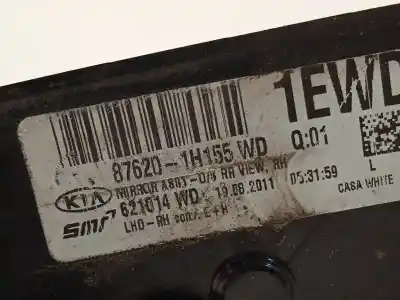 1EWD
87620-1H155 WD Q:01
KIA MIRROR ASSY-O/S RR VIEW, RH L
621014 WD 19.08.2011 05:31:59
smr LHD-RH CASA WHITE